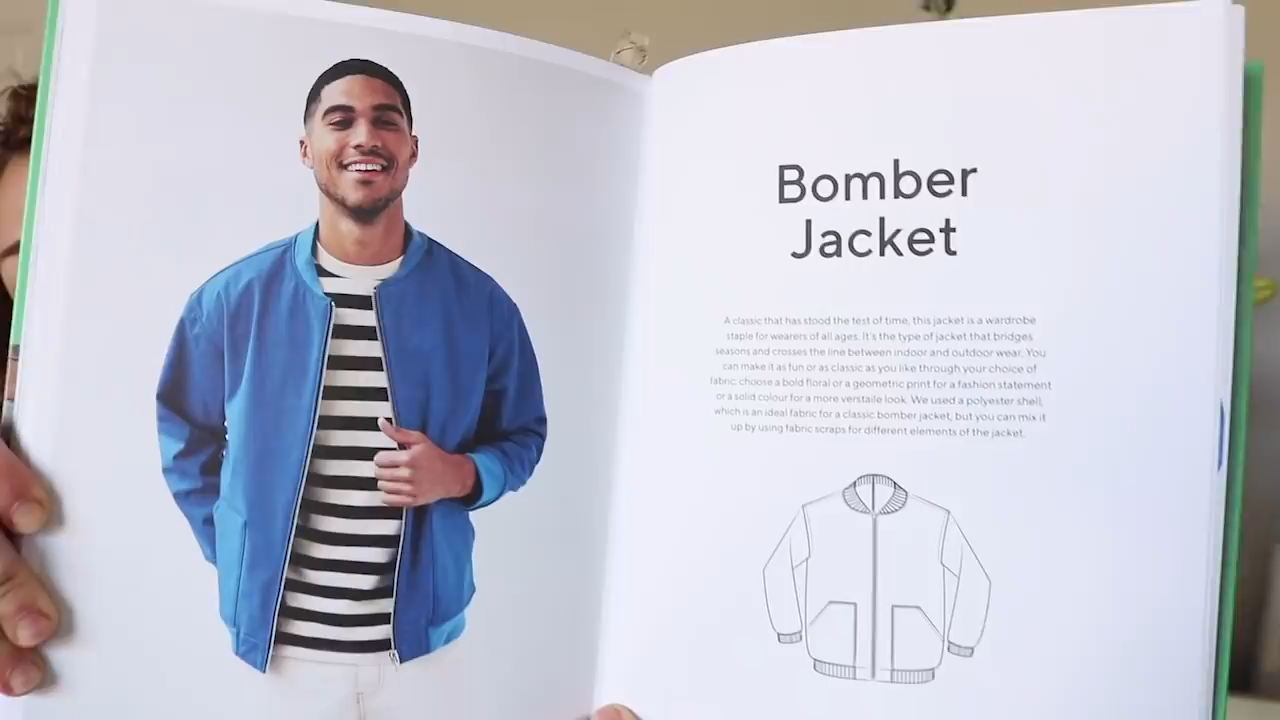 Bomber
Jacket
A classic that has stood the test of time, this jacket is a wardrobe
staple for wearers of all ages. It's the type of jacket that bridges
seasons and crosses the line between indoor and outdoor wear. You
can make it as fun or as classic as you like through your choice of
fabric: choose a bold floral or a geometric print for a fashion statement
or a solid colour for a more verstaile look. We used a polyester shell,
which is an ideal fabric for a classic bomber jacket, but you can mix it
up by using fabric scraps for different elements of the jacket.